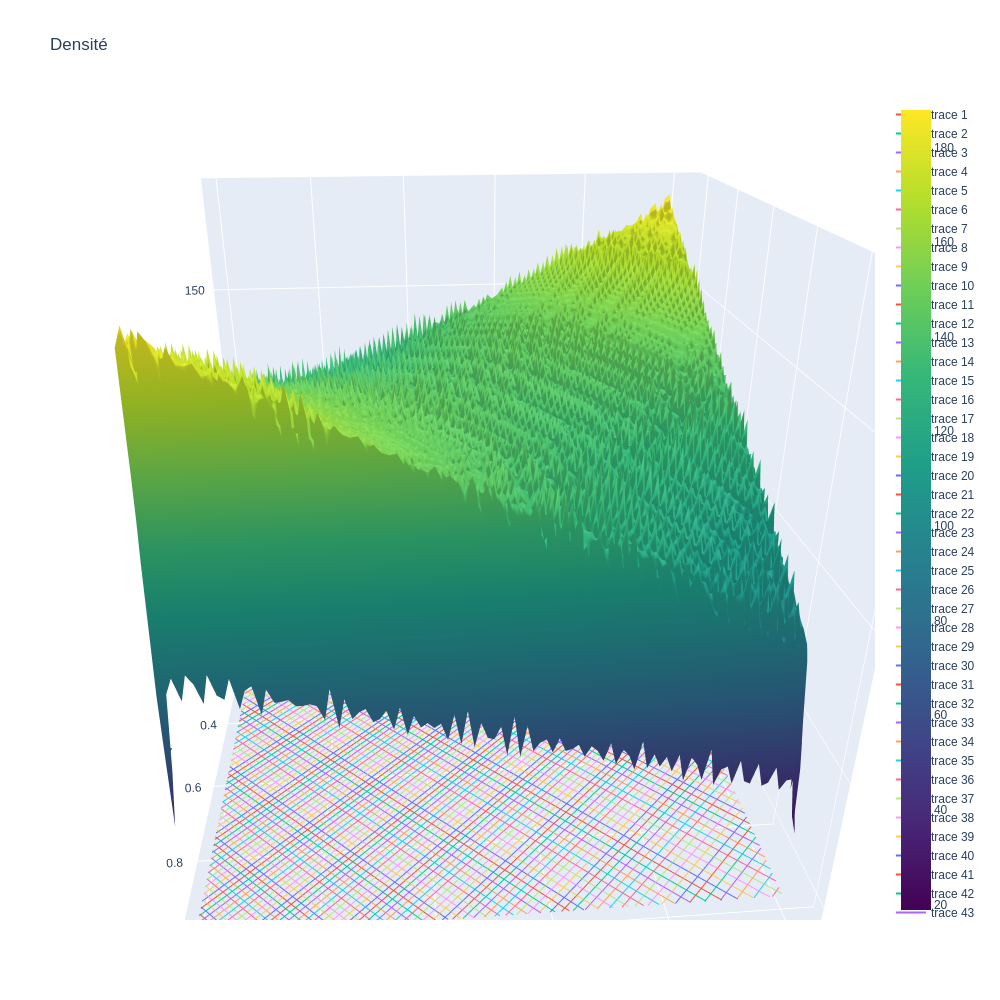 Densité
150
0.4
0.6
0.8
trace 1
trace 2
180
trace 3
trace 4
trace 5
trace 6
trace 7
160
trace 8
trace 9
trace 10
trace 11
trace 12
140
trace 13
trace 14
trace 15
trace 16
trace 17
120
trace 18
trace 19
trace 20
trace 21
trace 22
100
trace 23
trace 24
trace 25
trace 26
trace 27
80
trace 28
trace 29
trace 30
trace 31
trace 32
60
trace 33
trace 34
trace 35
trace 36
trace 37
40
trace 38
trace 39
trace 40
trace 41
trace 42
20
trace 43